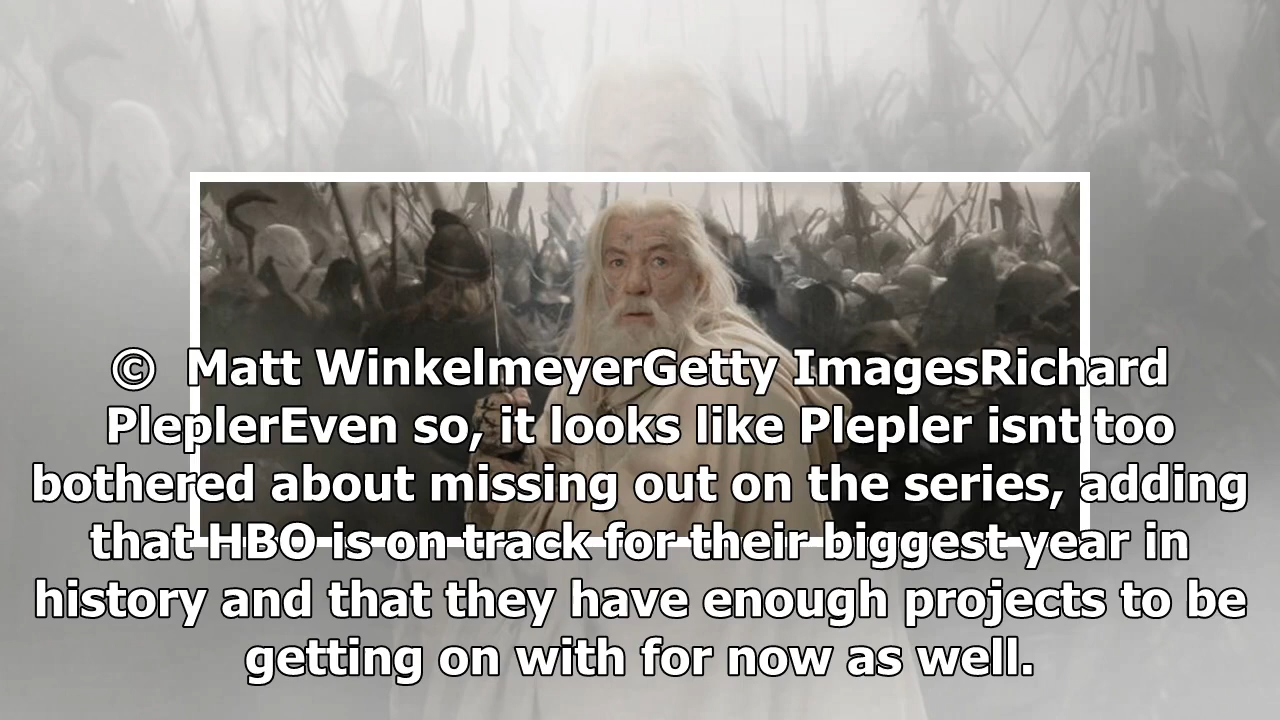 ©  Matt WinkelmeyerGetty ImagesRichard
PleplerEven so, it looks like Plepler isnt too
bothered about missing out on the series, adding
that HBO is on track for their biggest year in
history and that they have enough projects to be
getting on with for now as well.